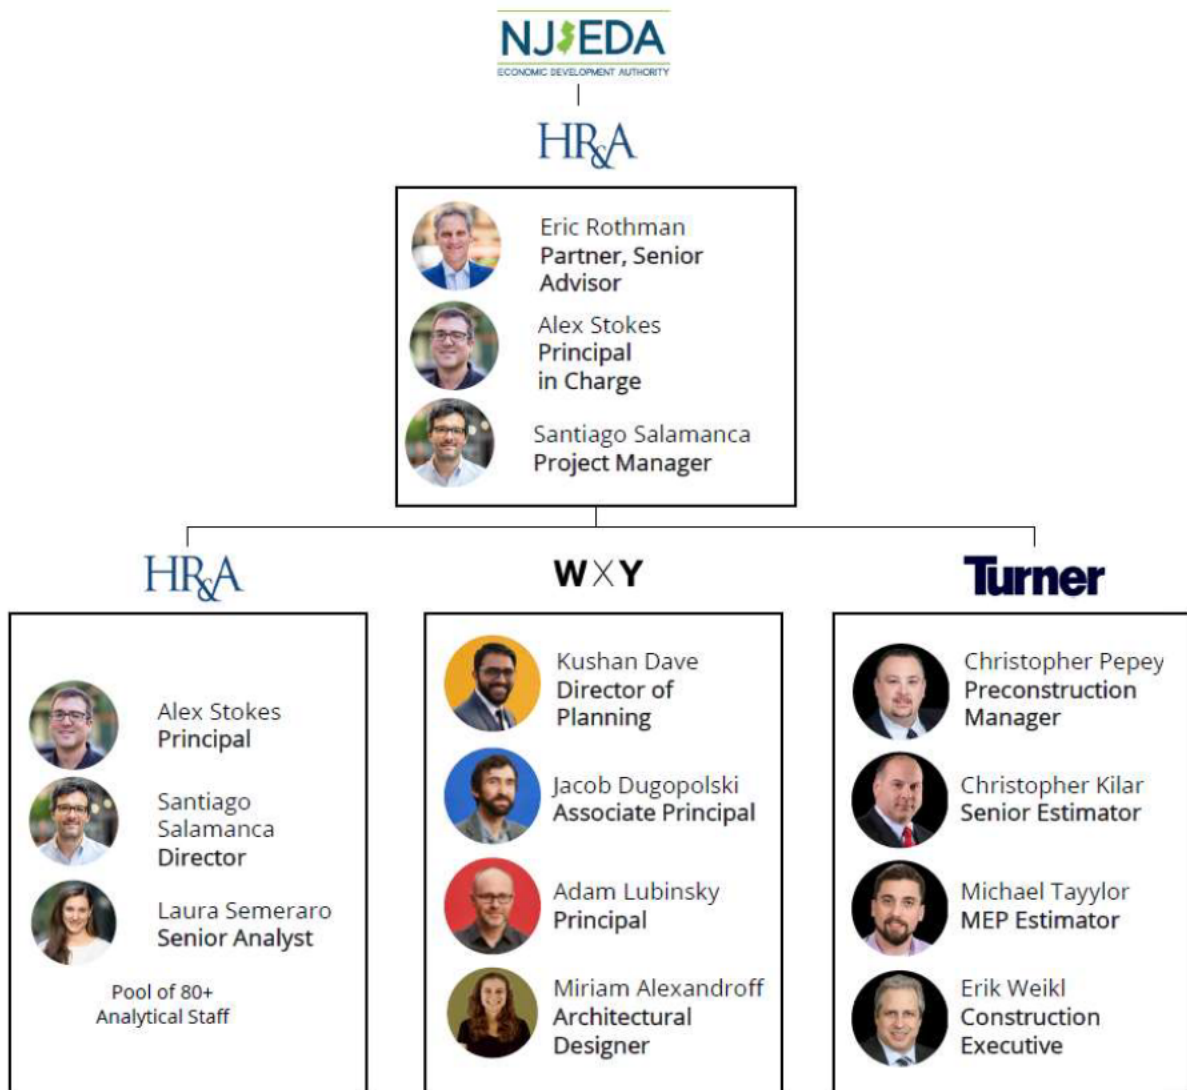 NJEDA
ECONOMIC DEVELOPMENT AUTHORITY
HR&A
Eric Rothman
Partner, Senior
Advisor
Alex Stokes
Principal
in Charge
Santiago Salamanca
Project Manager
HR&A
Alex Stokes
Principal
Santiago
Salamanca
Director
Laura Semeraro
Senior Analyst
Pool of 80+
Analytical Staff
WXY
Kushan Dave
Director of
Planning
Jacob Dugopolski
Associate Principal
Adam Lubinsky
Principal
Miriam Alexandroff
Architectural
Designer
Turner
Christopher Pepey
Preconstruction
Manager
Christopher Kilar
Senior Estimator
Michael Tayylor
MEP Estimator
Erik Weikl
Construction
Executive